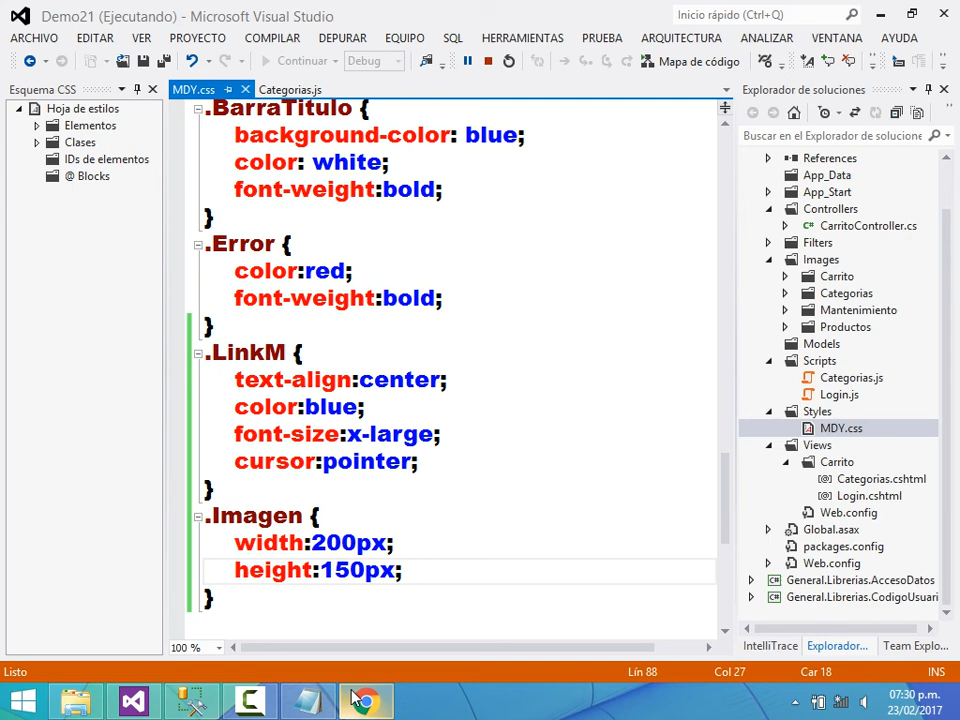 Demo21 (Ejecutando) - Microsoft Visual Studio
Inicio rápido (Ctrl+Q)
ARCHIVO EDITAR VER PROYECTO COMPILAR DEPURAR EQUIPO SQL HERRAMIENTAS PRUEBA ARQUITECTURA ANALIZAR VENTANA AYUDA
Continuar Debug Mapa de código
Esquema CSS
Hoja de estilos
Elementos
Clases
IDs de elementos
@ Blocks
MDY.css
Categorias.js
.BarraTitulo {
background-color: blue;
color: white;
font-weight:bold;
}
.Error {
color:red;
font-weight:bold;
}
.LinkM {
text-align:center;
color:blue;
font-size:x-large;
cursor:pointer;
}
.Imagen {
width:200px;
height:150px;
}
100 %
Explorador de soluciones
Buscar en el Explorador de solucione
References
App_Data
App_Start
Controllers
C# CarritoController.cs
Filters
Images
Carrito
Categorias
Mantenimiento
Productos
Models
Scripts
Categorias.js
Login.js
Styles
MDY.css
Views
Carrito
[@] Categorias.cshtml
[@] Login.cshtml
Web.config
Global.asax
packages.config
Web.config
General.Librerias.AccesoDatos
General.Librerias.CodigoUsuari
IntelliTrace Explorador... Team Explo...
Listo Lín 88 Col 27 Car 18 INS
07:30 p.m.
23/02/2017